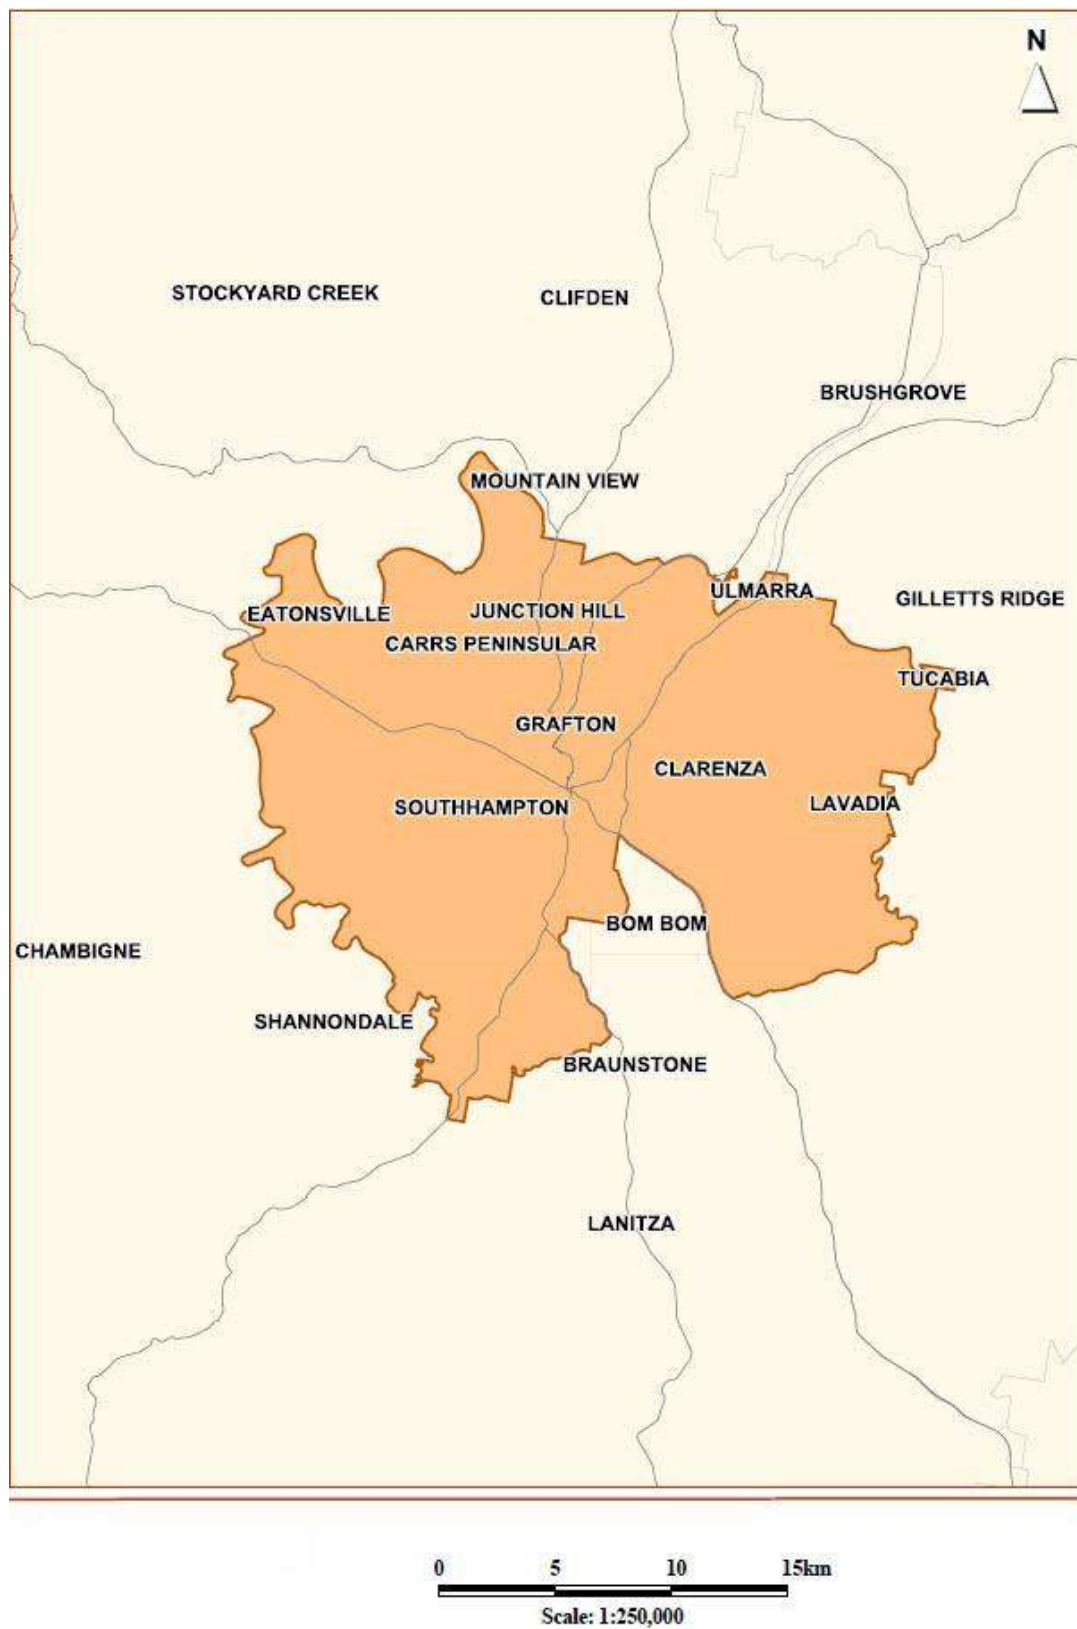 N
STOCKYARD CREEK
CLIFDEN
BRUSHGROVE
MOUNTAIN VIEW
ULMARRA
GILLETTS RIDGE
EATONSVILLE
JUNCTION HILL
CARRS PENINSULAR
TUCABIA
GRAFTON
CLARENZA
SOUTHHAMPTON
LAVADIA
BOM BOM
CHAMBIGNE
SHANNONDALE
BRAUNSTONE
LANITZA
0 5 10 15km
Scale: 1:250,000